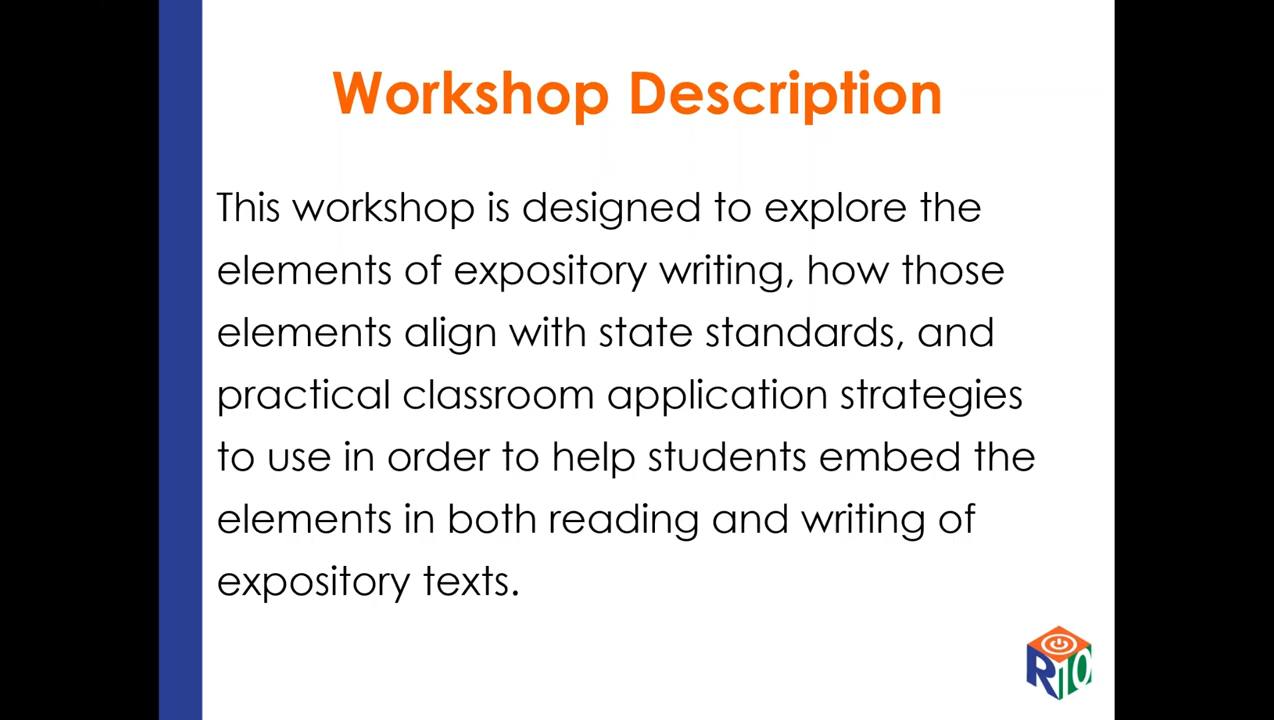 Workshop Description
This workshop is designed to explore the
elements of expository writing, how those
elements align with state standards, and
practical classroom application strategies
to use in order to help students embed the
elements in both reading and writing of
expository texts.
R10